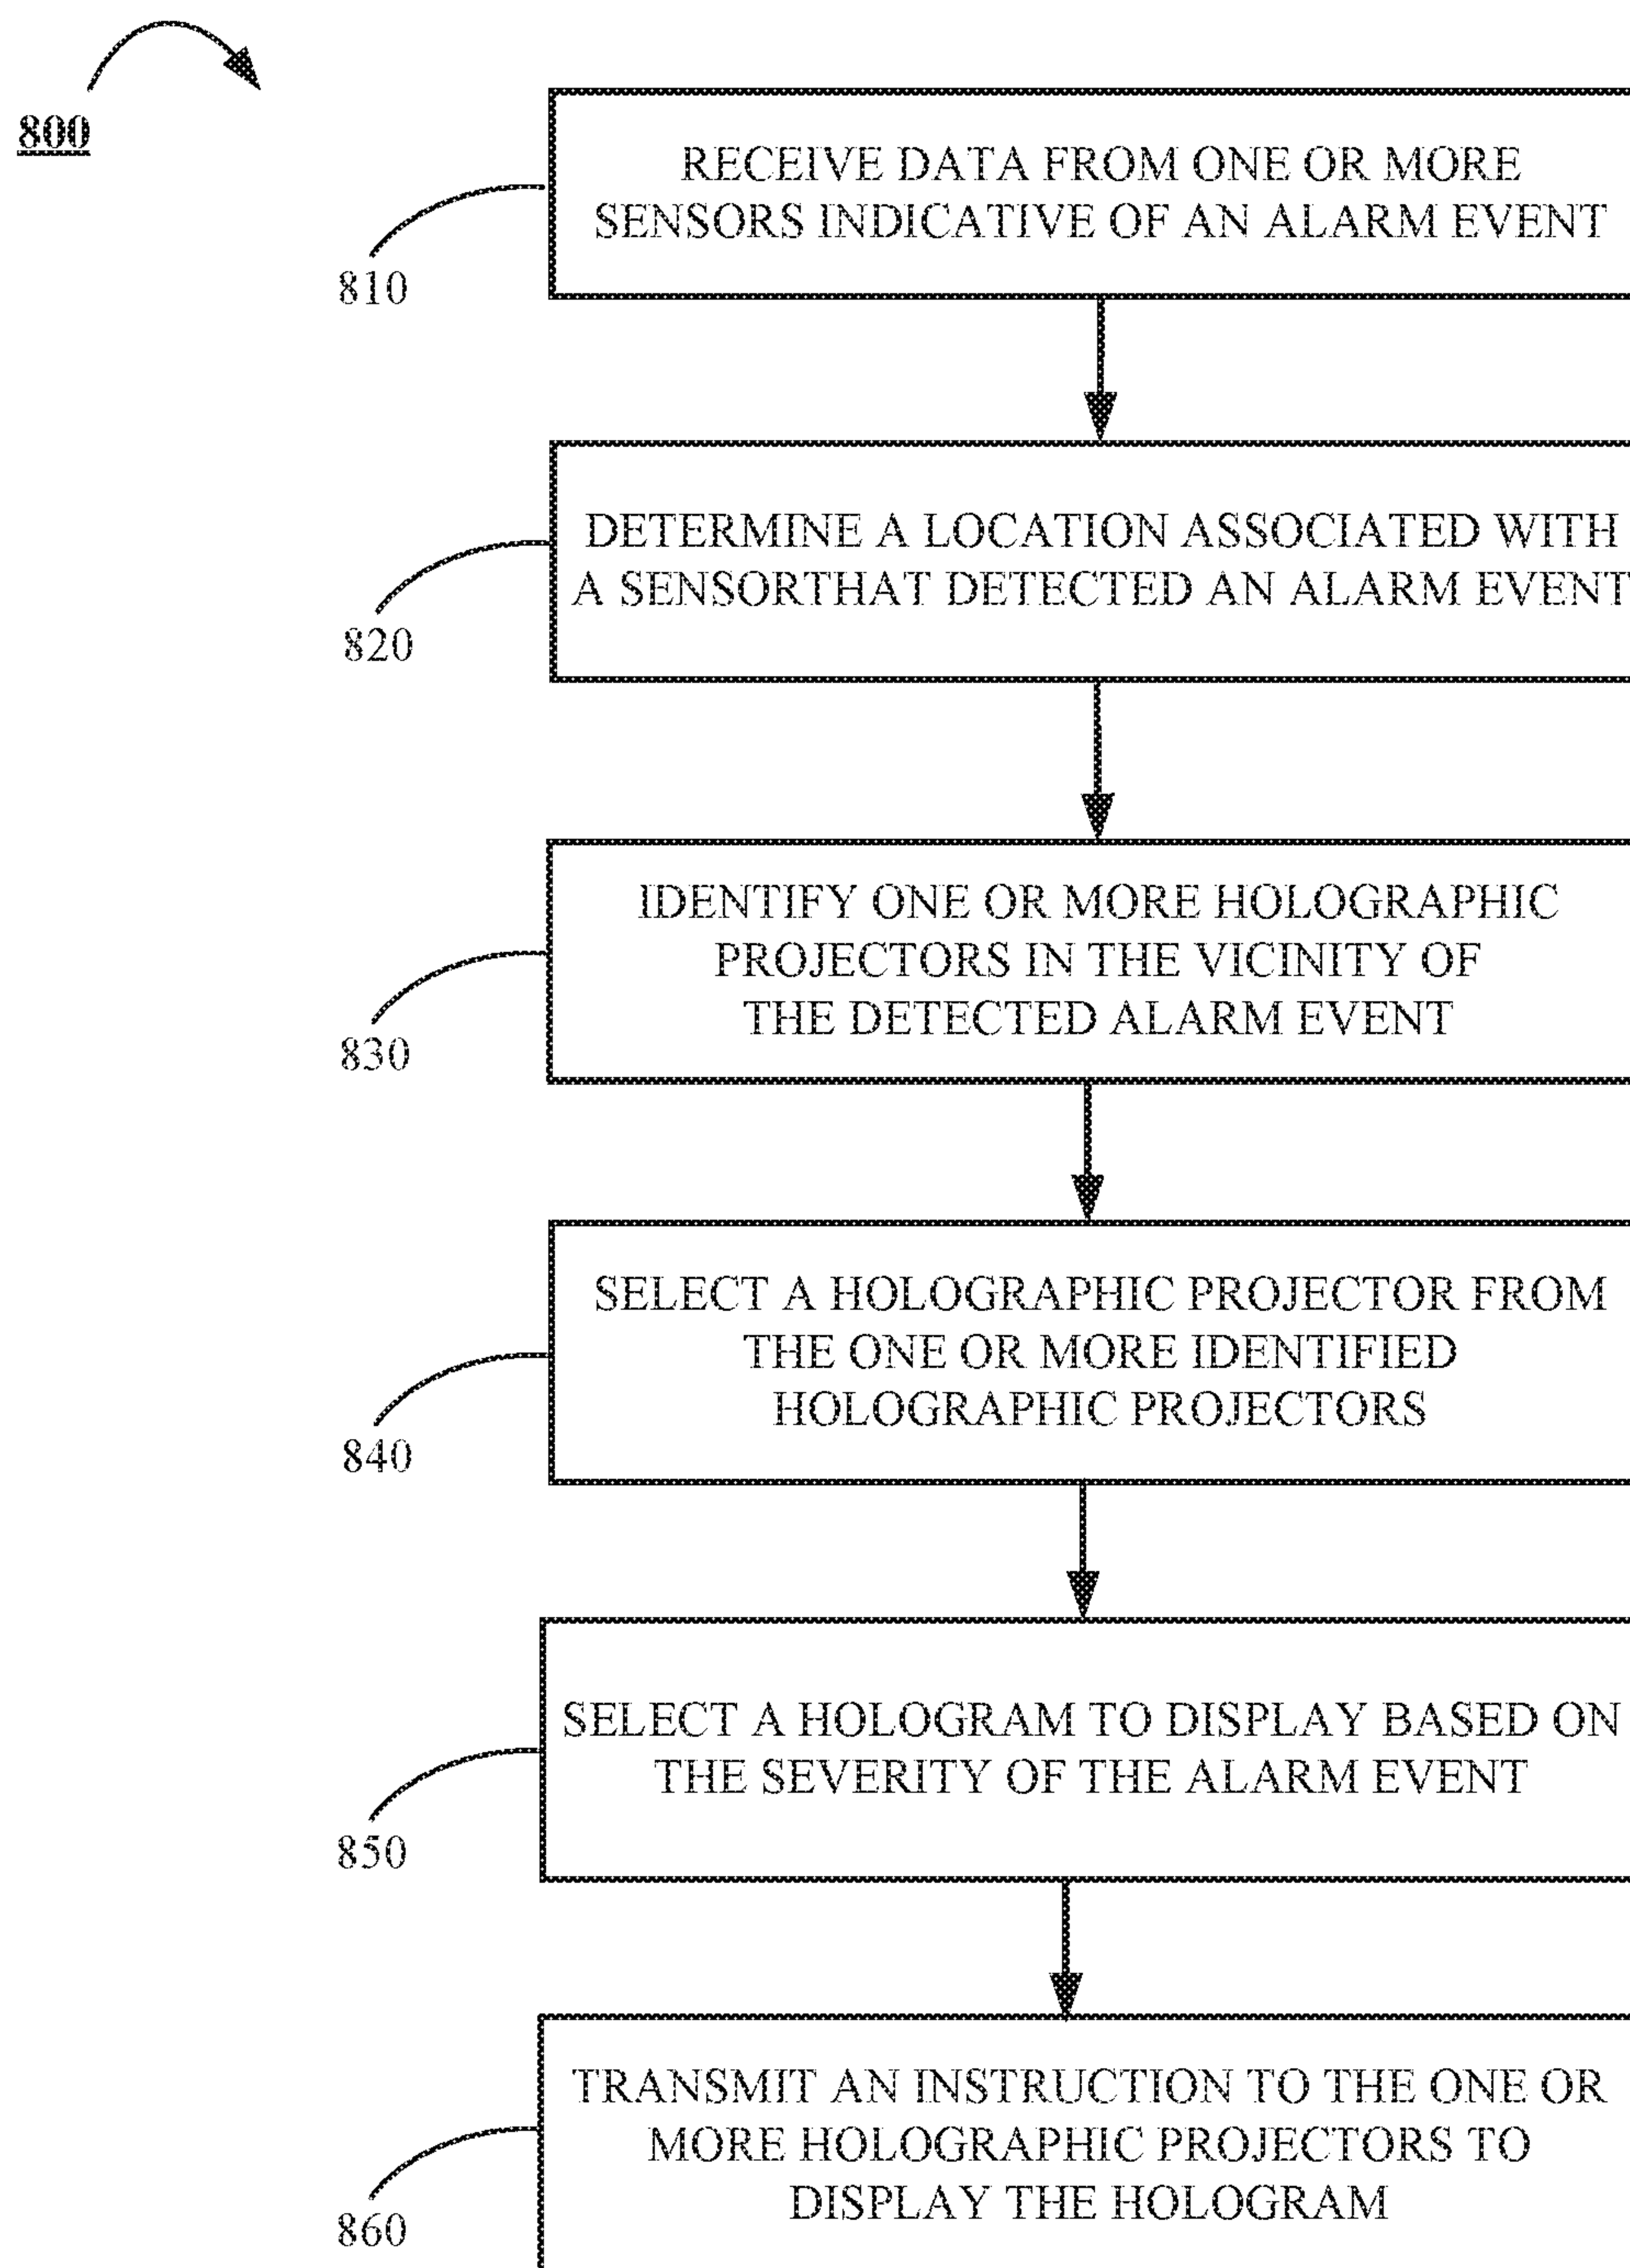 800
RECEIVE DATA FROM ONE OR MORE
SENSORS INDICATIVE OF AN ALARM EVENT
810
DETERMINE A LOCATION ASSOCIATED WITH
A SENSORTHAT DETECTED AN ALARM EVENT
820
IDENTIFY ONE OR MORE HOLOGRAPHIC
PROJECTORS IN THE VICINITY OF
THE DETECTED ALARM EVENT
830
SELECT A HOLOGRAPHIC PROJECTOR FROM
THE ONE OR MORE IDENTIFIED
HOLOGRAPHIC PROJECTORS
840
SELECT A HOLOGRAM TO DISPLAY BASED ON
THE SEVERITY OF THE ALARM EVENT
850
TRANSMIT AN INSTRUCTION TO THE ONE OR
MORE HOLOGRAPHIC PROJECTORS TO
DISPLAY THE HOLOGRAM
860